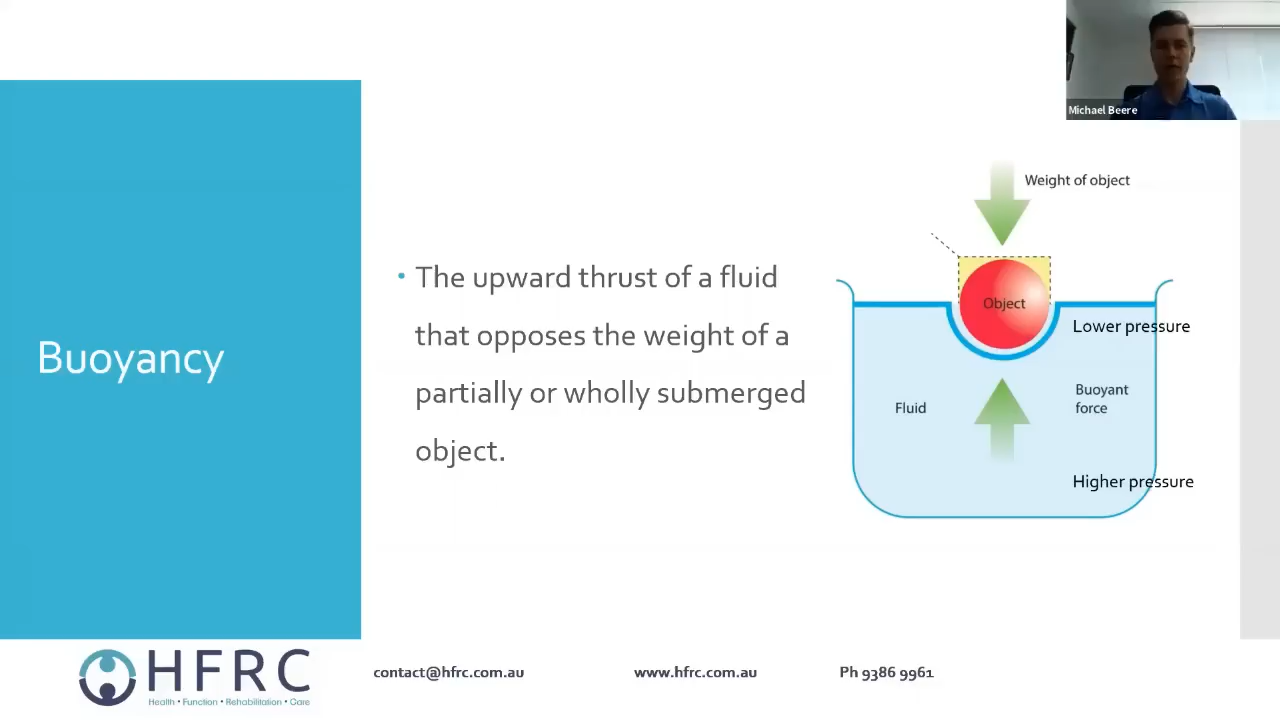 Michael Beere
Buoyancy
• The upward thrust of a fluid
that opposes the weight of a
partially or wholly submerged
object.
Weight of object
Object
Lower pressure
Fluid
Buoyant
force
Higher pressure
HFRC
Health • Function • Rehabilitation • Care
contact@hfrc.com.au
www.hfrc.com.au
Ph 9386 9961